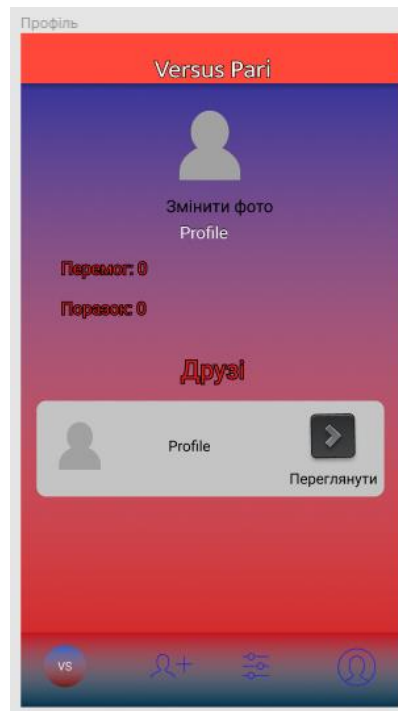 Профіль
Versus Pari
Змінити фото
Profile
Перемог: 0
Поразок: 0
Друзі
Profile
Переглянути
VS